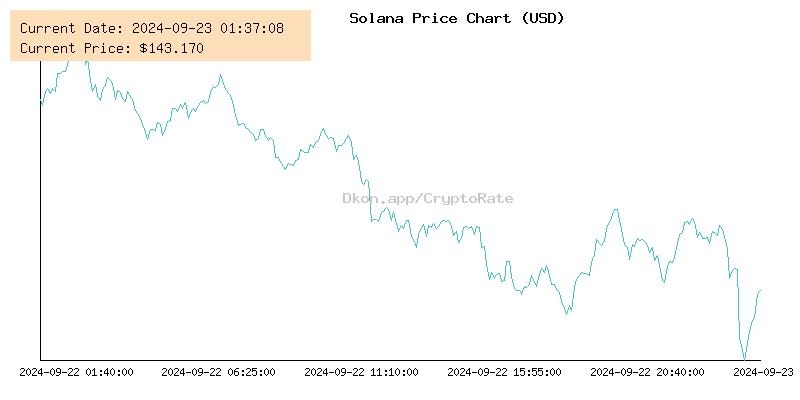 Solana Price Chart (USD)
Current Date: 2024-09-23 01:37:08
Current Price: $143.170
Dkon.app/CryptoRate
2024-09-22 01:40:00
2024-09-22 06:25:00
2024-09-22 11:10:00
2024-09-22 15:55:00
2024-09-22 20:40:00
2024-09-23